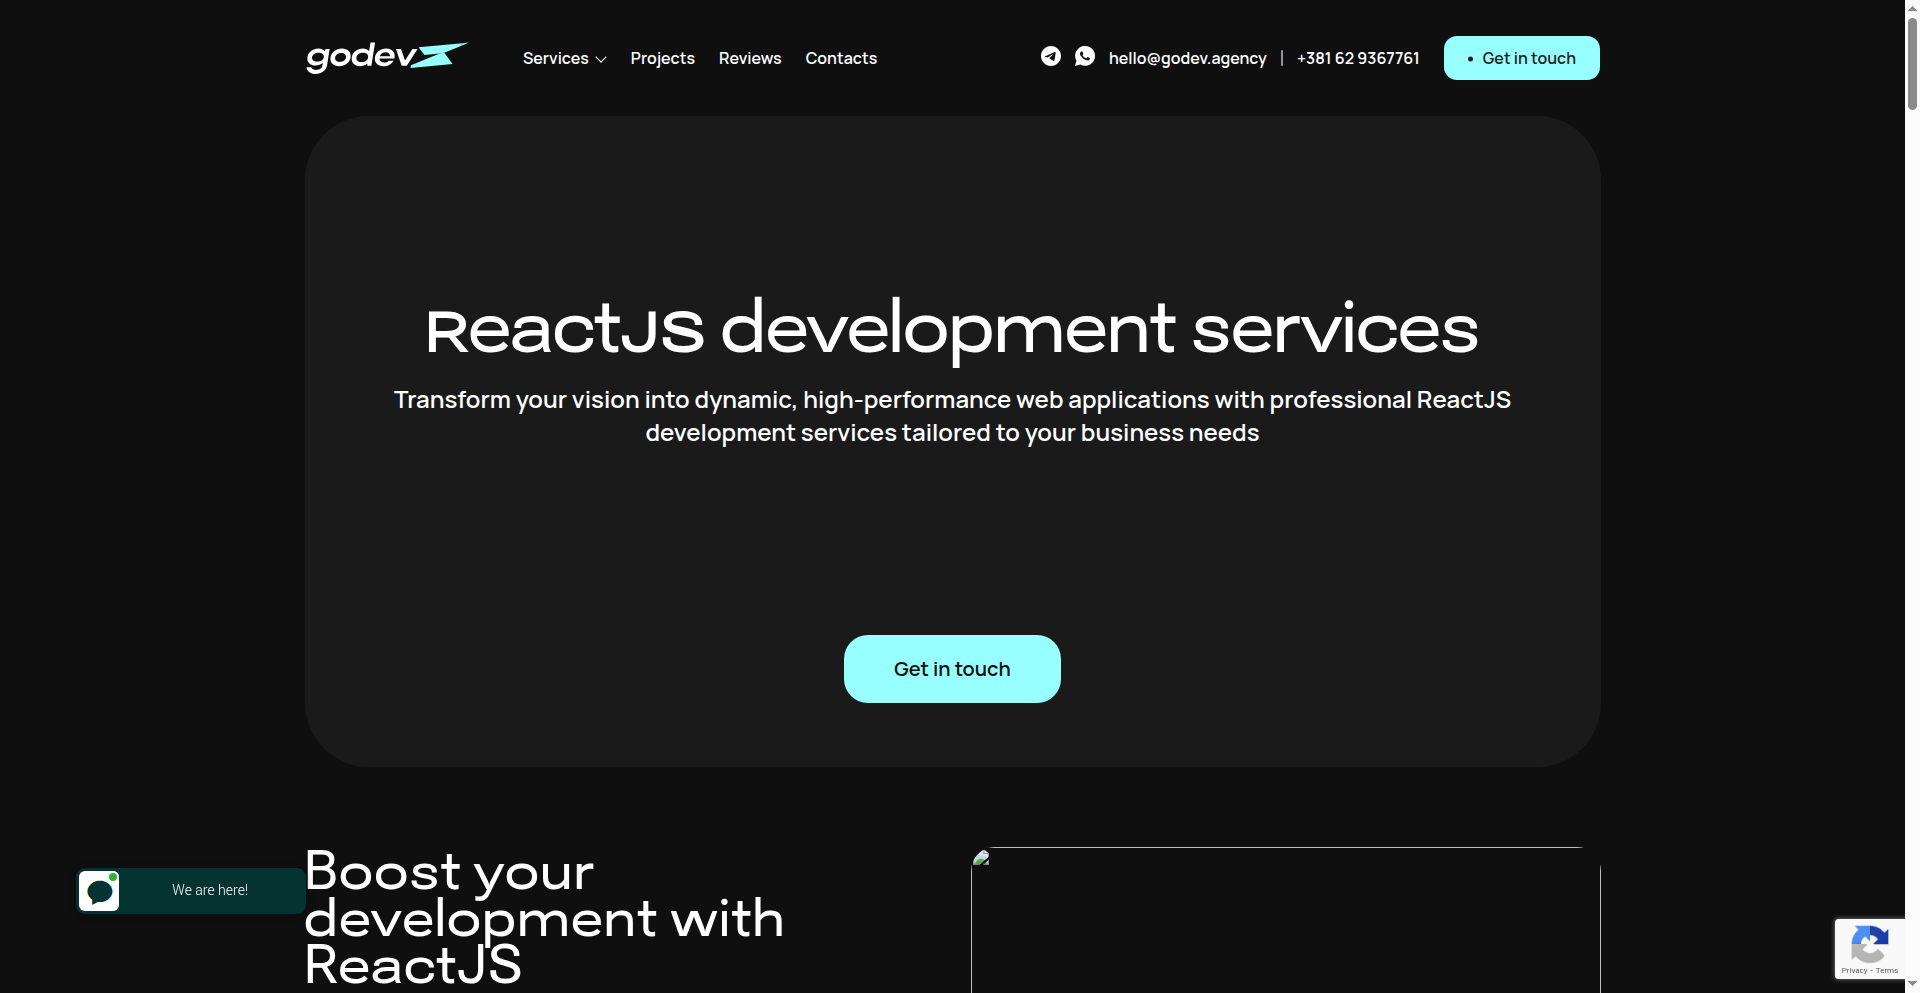 godev
Services
Projects
Reviews
Contacts
hello@godev.agency | +381 62 9367761
Get in touch
ReactJS development services
Transform your vision into dynamic, high-performance web applications with professional ReactJS
development services tailored to your business needs
Get in touch
Boost your
development with
ReactJS
We are here!
Privacy - Terms